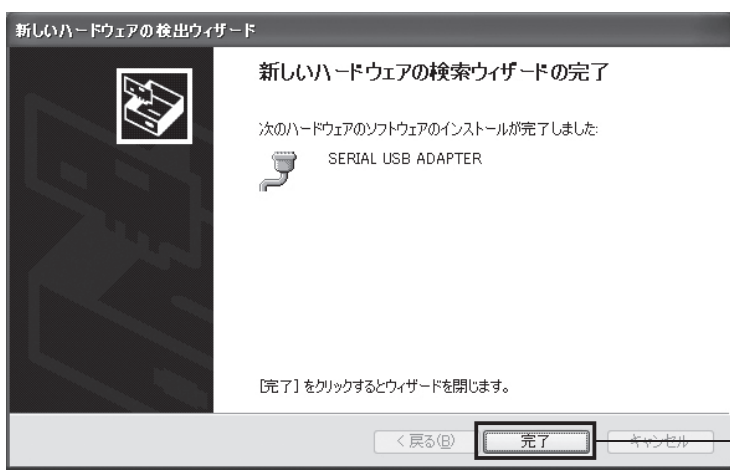 新しいハードウェアの検出ウィザード
新しいハードウェアの検索ウィザードの完了
次のハードウェアのソフトウェアのインストールが完了しました:
SERIAL USB ADAPTER
[完了] をクリックするとウィザードを閉じます。
< 戻る(B)
完了
キャンセル